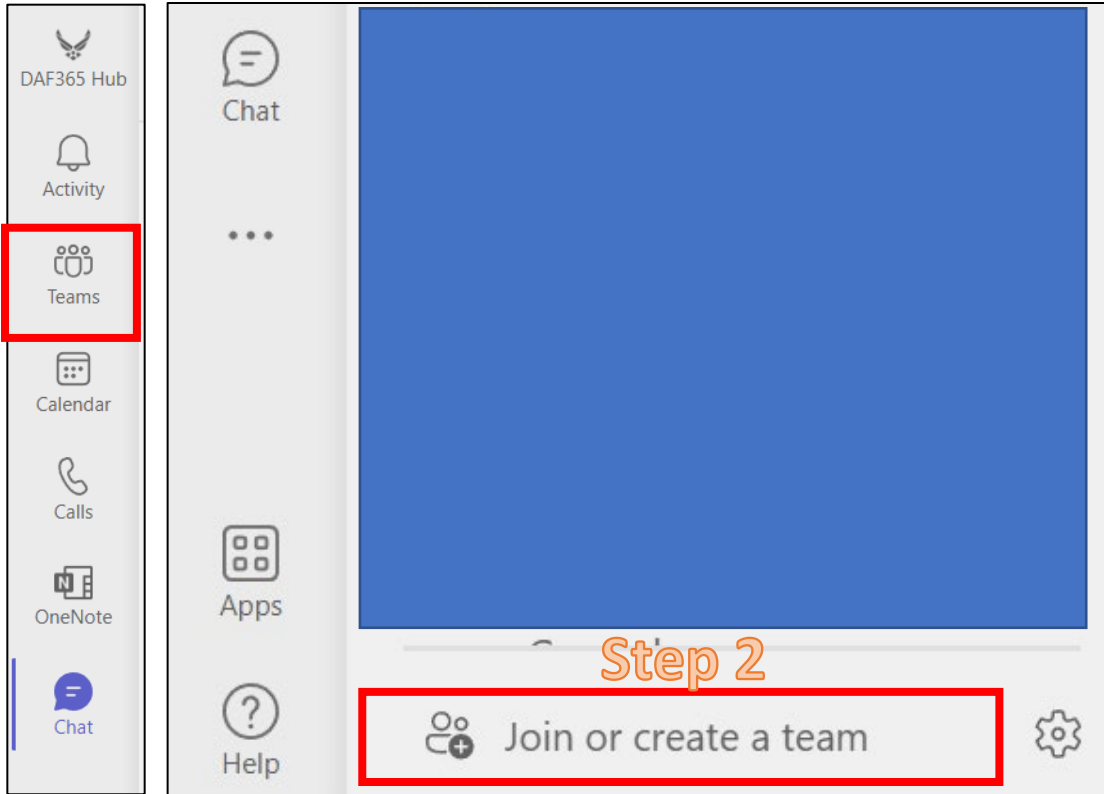 DAF365 Hub
Activity
Teams
Calendar
Calls
OneNote
Chat
Chat
Apps
Help
Step 2
Join or create a team